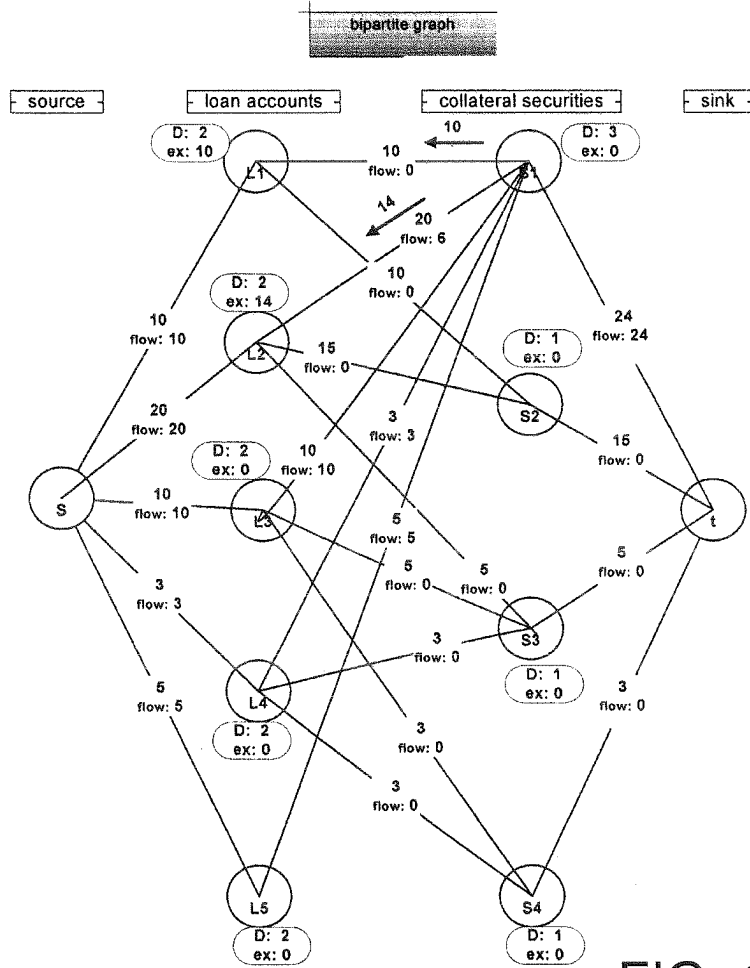 bipartite graph
source
loan accounts
collateral securities
sink
D: 2
ex: 10
L1
10
flow: 0
10
S1
D: 3
ex: 0
14
20
flow: 6
10
flow: 0
D: 2
ex: 14
L2
10
flow: 10
24
flow: 24
15
flow: 0
D: 1
ex: 0
S2
20
flow: 20
3
flow: 3
15
flow: 0
D: 2
ex: 0
10
flow: 10
S
10
flow: 10
L3
t
5
flow: 5
5
flow: 0
5
flow: 0
5
flow: 0
3
flow: 3
S3
3
flow: 0
D: 1
ex: 0
5
flow: 5
L4
D: 2
ex: 0
3
flow: 0
3
flow: 0
3
flow: 0
L5
D: 2
ex: 0
S4
D: 1
ex: 0
FIG.